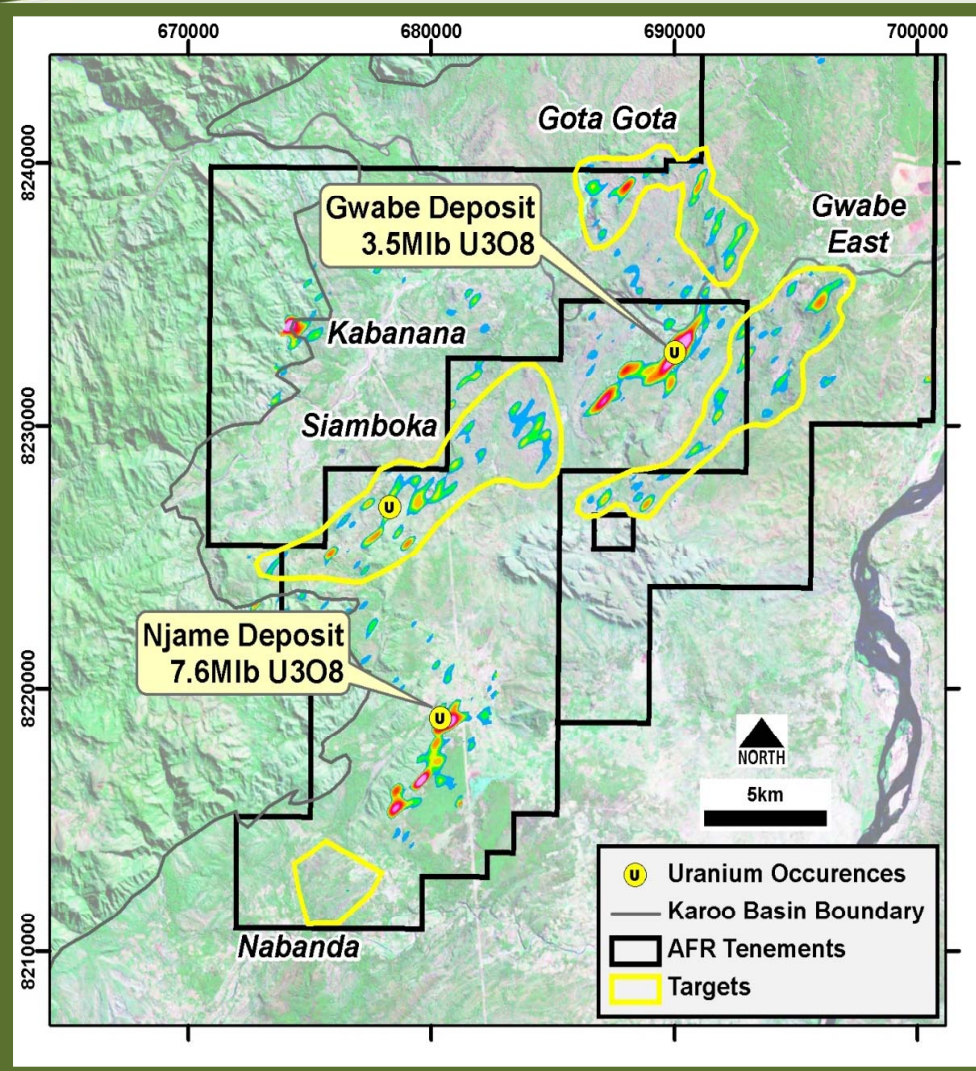 670000
680000
690000
700000
8240000
8230000
8220000
8210000
Gota Gota
Gwabe Deposit
3.5Mlb U3O8
Gwabe
East
Kabanana
Siamboka
U
U
Njame Deposit
7.6Mlb U3O8
U
NORTH
5km
Nabanda
U Uranium Occurences
Karoo Basin Boundary
AFR Tenements
Targets